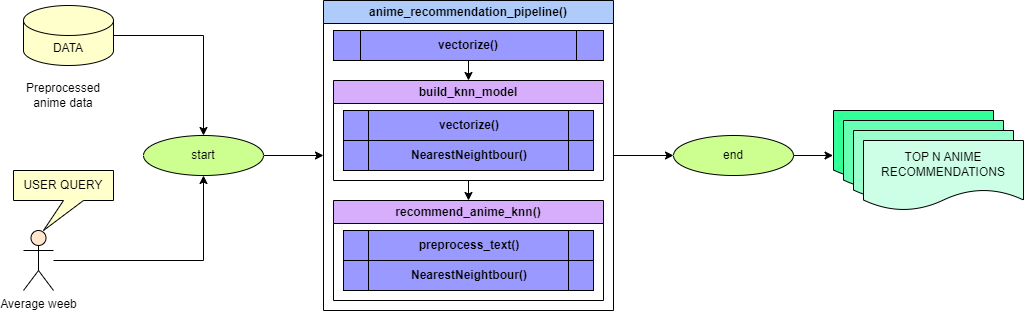 DATA
Preprocessed
anime data
USER QUERY
Average weeb
start
anime_recommendation_pipeline()
vectorize()
build_knn_model
vectorize()
NearestNeightbour()
recommend_anime_knn()
preprocess_text()
NearestNeightbour()
end
TOP N ANIME
RECOMMENDATIONS